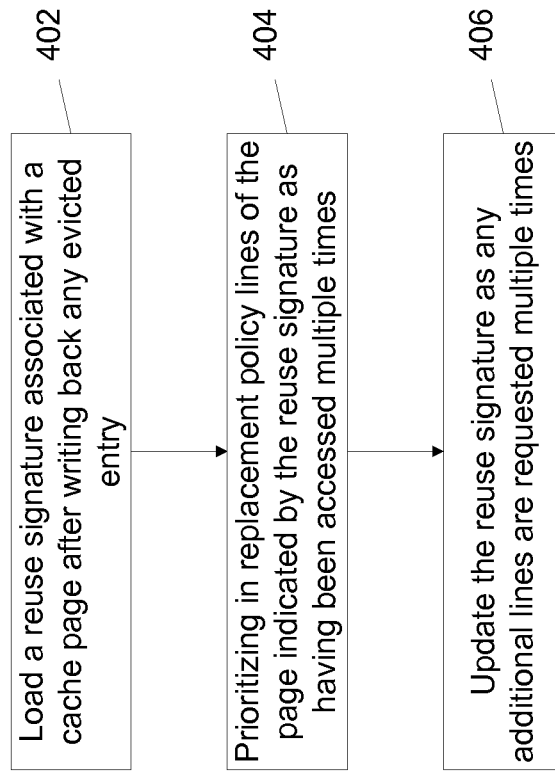 Load a reuse signature associated with a
cache page after writing back any evicted
entry
402
Prioritizing in replacement policy lines of the
page indicated by the reuse signature as
having been accessed multiple times
404
Update the reuse signature as any
additional lines are requested multiple times
406